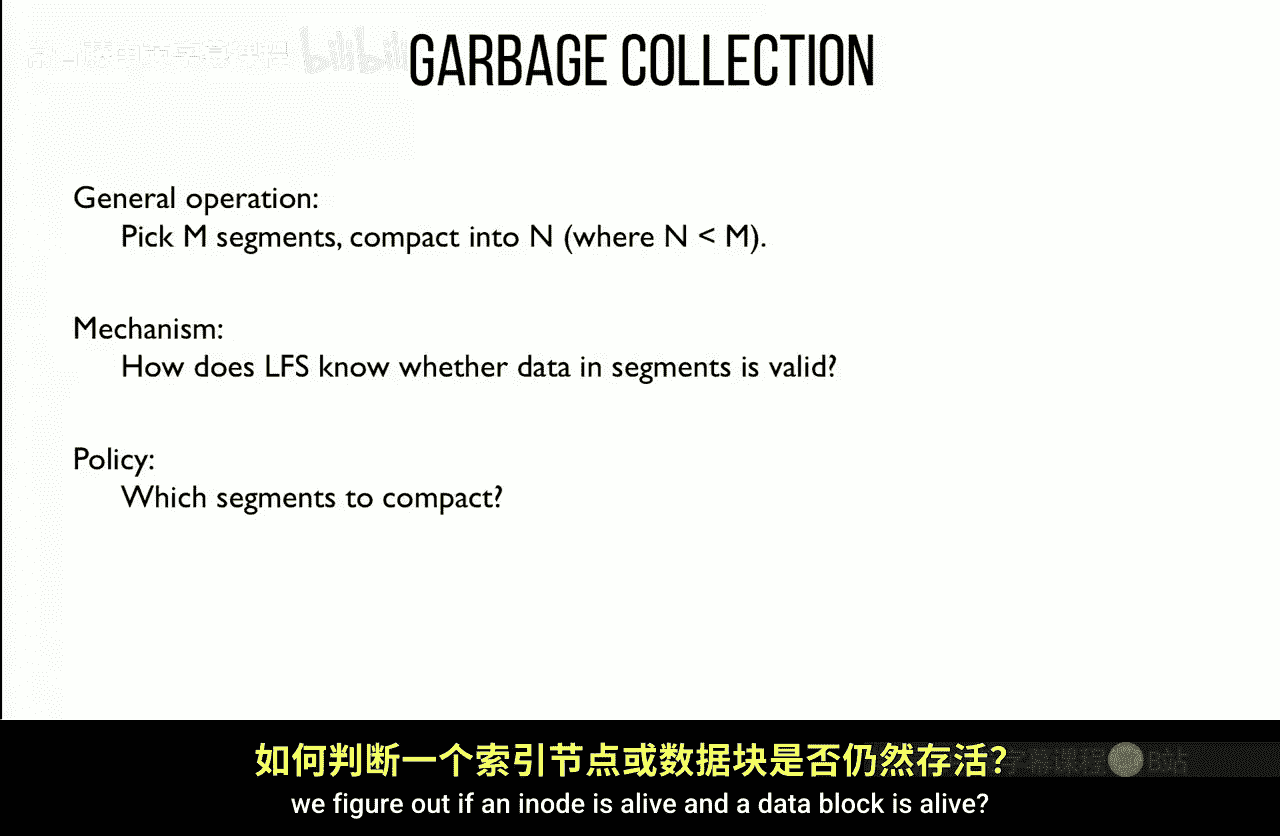 GARBAGE COLLECTION
General operation:
Pick M segments, compact into N (where N < M).
Mechanism:
How does LFS know whether data in segments is valid?
Policy:
Which segments to compact?
如何判断一个索引节点或数据块是否仍然存活?
we figure out if an inode is alive and a data block is alive?